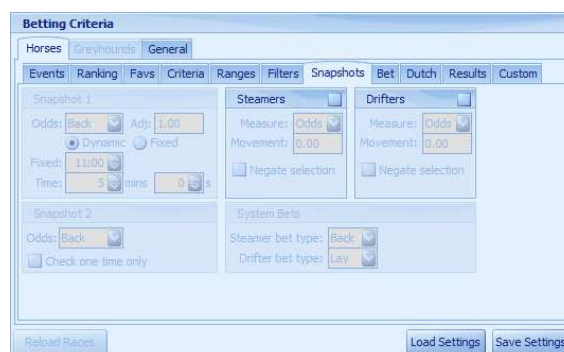 Betting Criteria
Horses Greyhounds General
Events Ranking Favs Criteria Ranges Filters Snapshots Bet Dutch Results Custom
Snapshot 1
Odds: Back Adj: 1.00
Dynamic Fixed
Fixed: 11:00
Time: 5 mins 0 s
Steamers
Measure: Odds
Movement: 0.00
Negate selection
Drifters
Measure: Odds
Movement: 0.00
Negate selection
Snapshot 2
Odds: Back
Check one time only
System Bets
Steamer bet type: Back
Drifter bet type: Lay
Reload Races Load Settings Save Settings